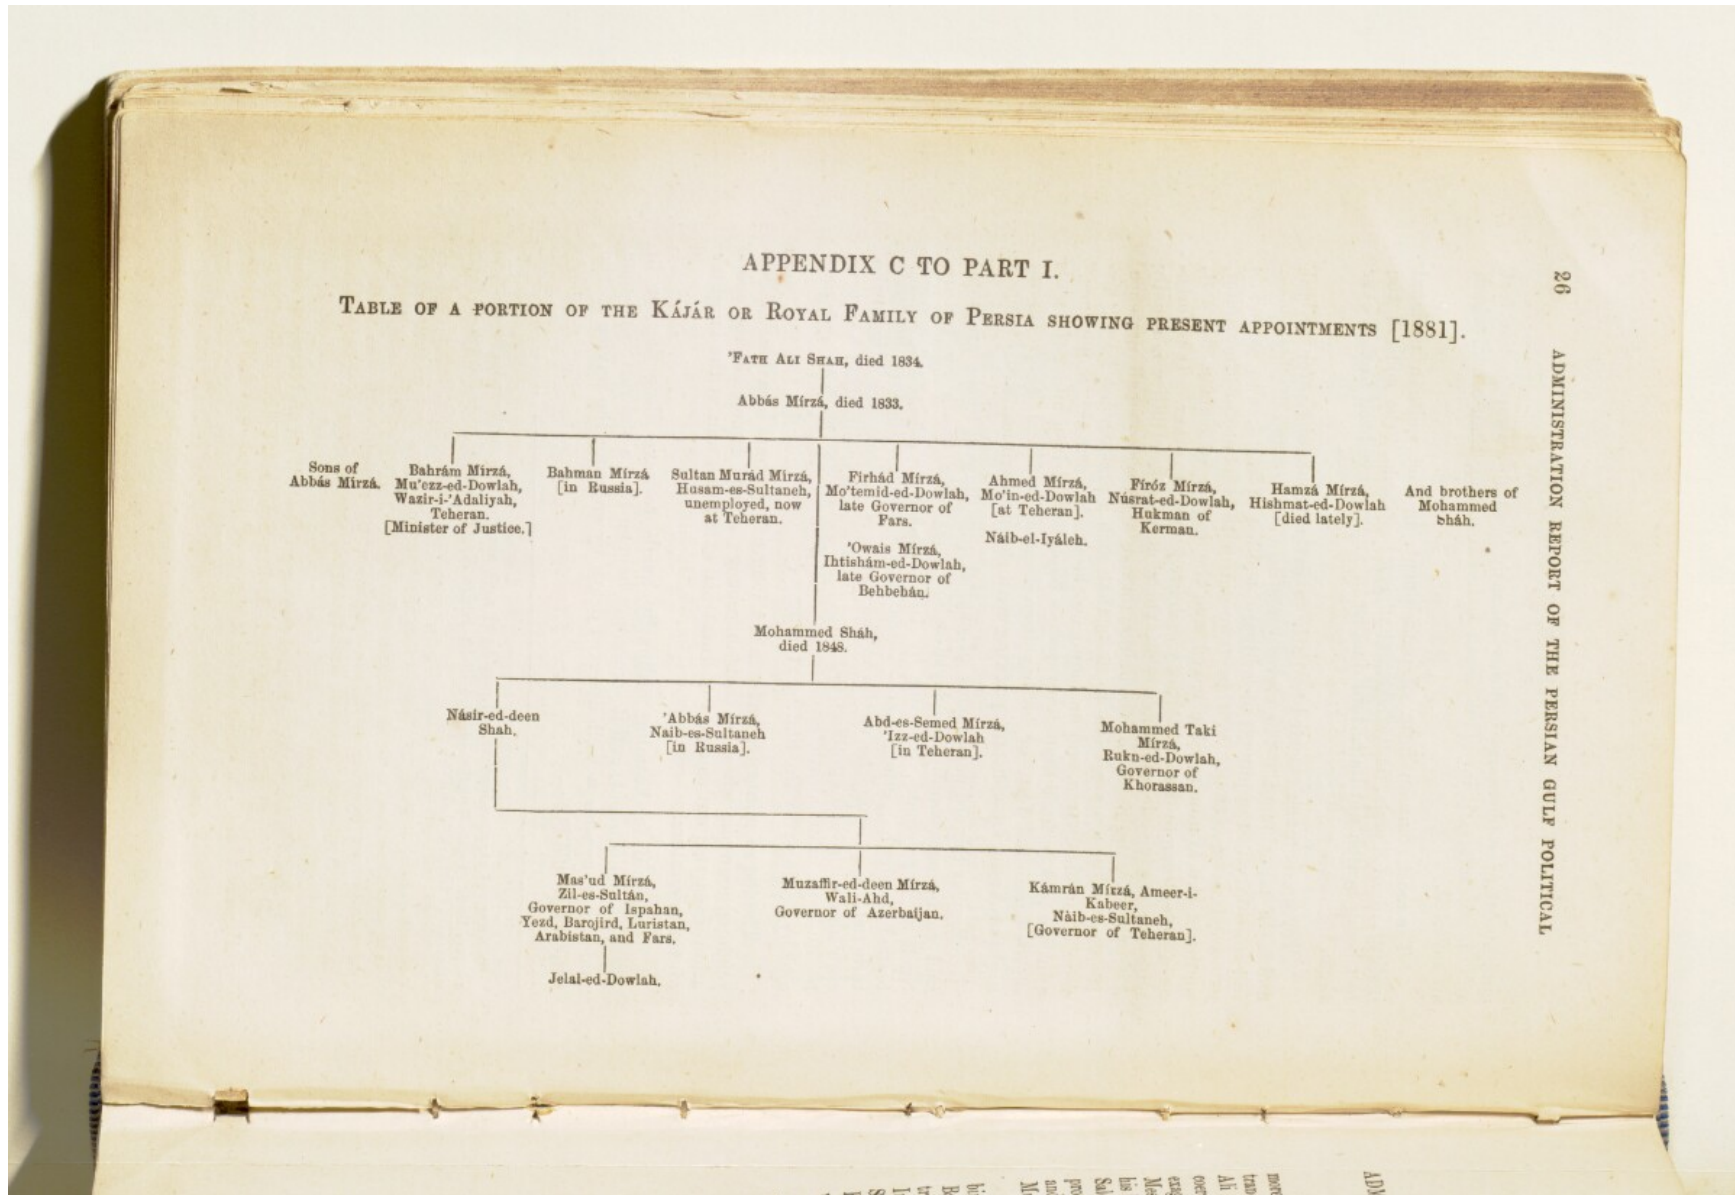 APPENDIX C TO PART I.
TABLE OF A PORTION OF THE KÁJÁR OR ROYAL FAMILY OF PERSIA SHOWING PRESENT APPOINTMENTS [1881].
'FATH ALI SHAH, died 1834.
Abbás Mírzá, died 1833.
Sons of
Abbás Mírzá.
Bahrám Mírzá,
Mu'ezz-ed-Dowlah,
Wazir-i-'Adaliyah,
Teheran.
[Minister of Justice.]
Bahman Mírzá
[in Russia].
Sultan Murád Mírzá,
Husam-es-Sultaneh,
unemployed, now
at Teheran.
Firhád Mírzá,
Mo'temid-ed-Dowlah,
late Governor of
Fars.
'Owais Mírzá,
Ihtishám-ed-Dowlah,
late Governor of
Behbehán.
Ahmed Mírzá,
Mo'in-ed-Dowlah
[at Teheran].
Náib-el-Iyáleh.
Fíróz Mírzá,
Núsrat-ed-Dowlah,
Hukman of
Kerman.
Hamzá Mírzá,
Hishmat-ed-Dowlah
[died lately].
And brothers of
Mohammed
Sháh.
Mohammed Sháh,
died 1848.
Násir-ed-deen
Shah.
'Abbás Mírzá,
Naib-es-Sultaneh
[in Russia].
Abd-es-Semed Mírzá,
'Izz-ed-Dowlah
[in Teheran].
Mohammed Taki
Mírzá,
Rukn-ed-Dowlah,
Governor of
Khorassan.
Mas'ud Mírzá,
Zil-es-Sultán,
Governor of Ispahan,
Yezd, Barojird, Luristan,
Arabistan, and Fars.
Jelal-ed-Dowlah.
Muzaffir-ed-deen Mírzá,
Wali-Ahd,
Governor of Azerbaijan.
Kámrán Mírzá, Ameer-i-
Kabeer,
Nàib-es-Sultaneh,
[Governor of Teheran].
26 ADMINISTRATION REPORT OF THE PERSIAN GULF POLITICAL